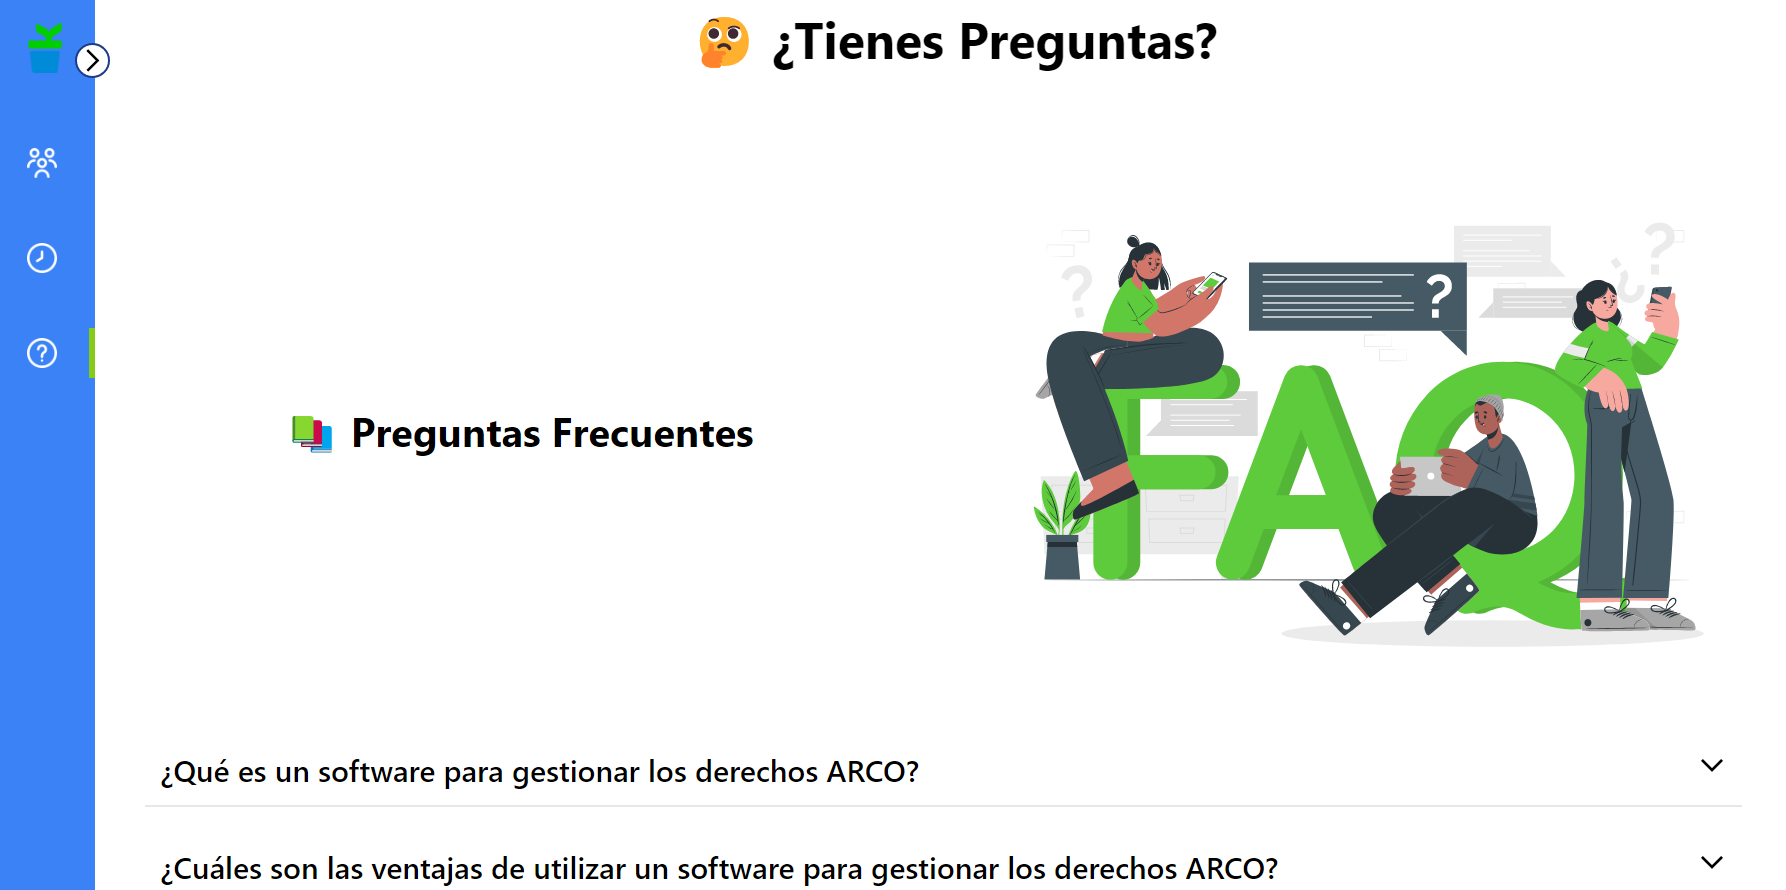 🤔 ¿Tienes Preguntas?
📚 Preguntas Frecuentes
?
?
?
¿
FAQ
¿Qué es un software para gestionar los derechos ARCO?
¿Cuáles son las ventajas de utilizar un software para gestionar los derechos ARCO?